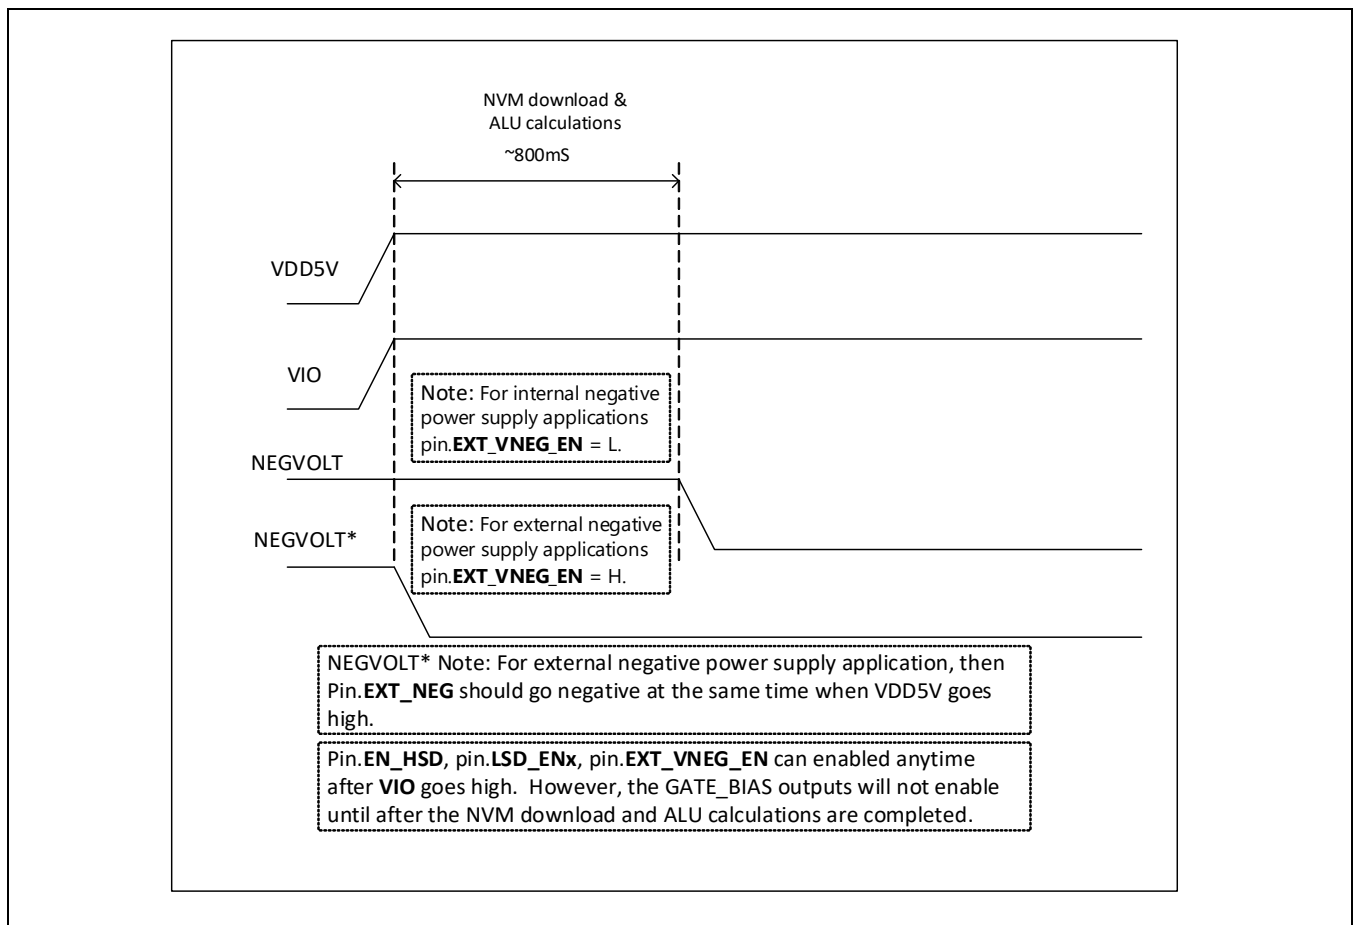 NVM download &
ALU calculations
~800mS
VDD5V
VIO
Note: For internal negative
power supply applications
pin.EXT_VNEG_EN = L.
NEGVOLT
Note: For external negative
power supply applications
pin.EXT_VNEG_EN = H.
NEGVOLT*
NEGVOLT* Note: For external negative power supply application, then
Pin.EXT_NEG should go negative at the same time when VDD5V goes
high.
Pin.EN_HSD, pin.LSD_ENx, pin.EXT_VNEG_EN can enabled anytime
after VIO goes high. However, the GATE_BIAS outputs will not enable
until after the NVM download and ALU calculations are completed.